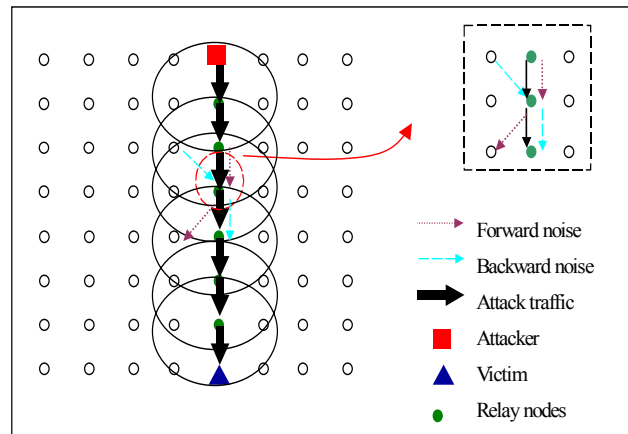 Forward noise
Backward noise
Attack traffic
Attacker
Victim
Relay nodes